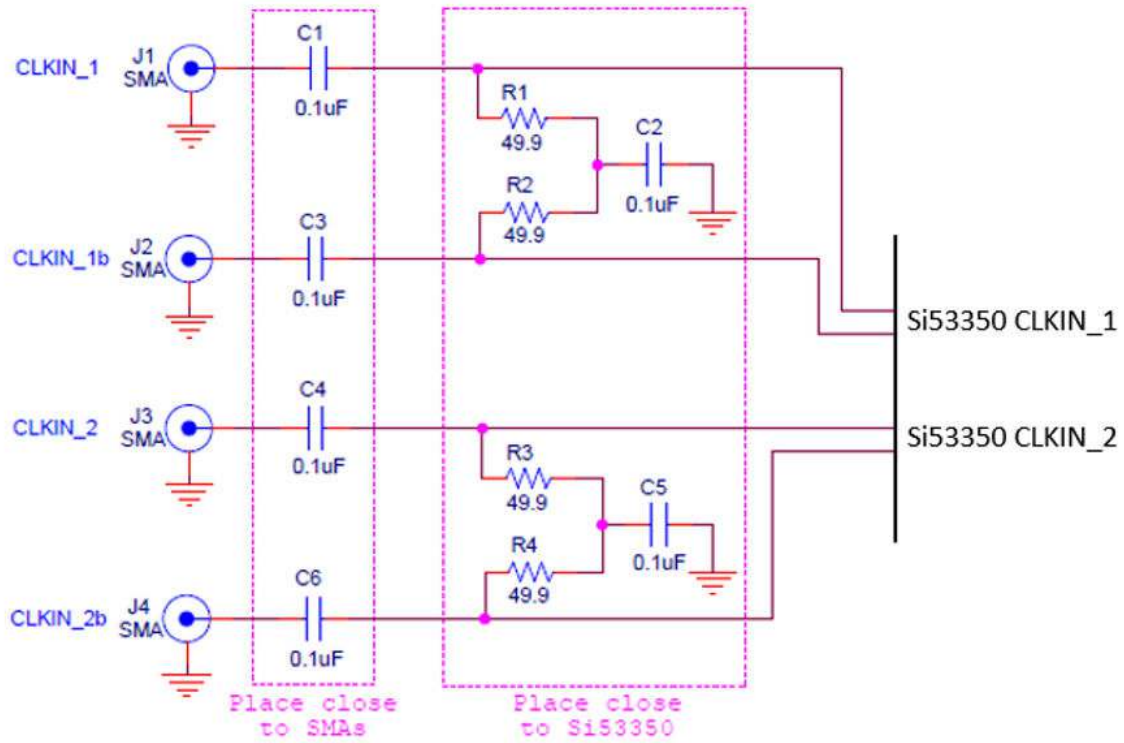 C1
CLKIN_1
J1
SMA
0.1uF
R1
49.9
C2
R2
0.1uF
49.9
C3
CLKIN_1b
J2
SMA
0.1uF
Si53350 CLKIN_1
C4
CLKIN_2
J3
SMA
Si53350 CLKIN_2
0.1uF
R3
49.9
C5
R4
0.1uF
49.9
C6
CLKIN_2b
J4
SMA
0.1uF
Place close
to SMAs
Place close
to Si53350